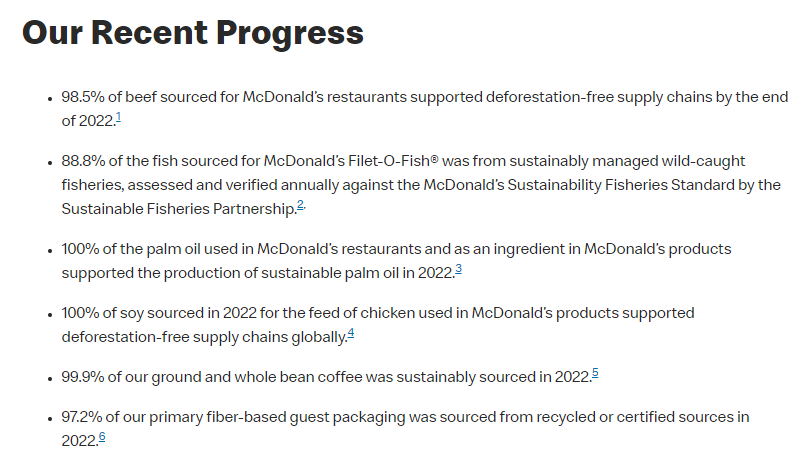 Our Recent Progress
• 98.5% of beef sourced for McDonald’s restaurants supported deforestation-free supply chains by the end
of 2022.1
• 88.8% of the fish sourced for McDonald’s Filet-O-Fish® was from sustainably managed wild-caught
fisheries, assessed and verified annually against the McDonald’s Sustainability Fisheries Standard by the
Sustainable Fisheries Partnership.2.
• 100% of the palm oil used in McDonald’s restaurants and as an ingredient in McDonald’s products
supported the production of sustainable palm oil in 2022.3
• 100% of soy sourced in 2022 for the feed of chicken used in McDonald’s products supported
deforestation-free supply chains globally.4
• 99.9% of our ground and whole bean coffee was sustainably sourced in 2022.5
• 97.2% of our primary fiber-based guest packaging was sourced from recycled or certified sources in
2022.6